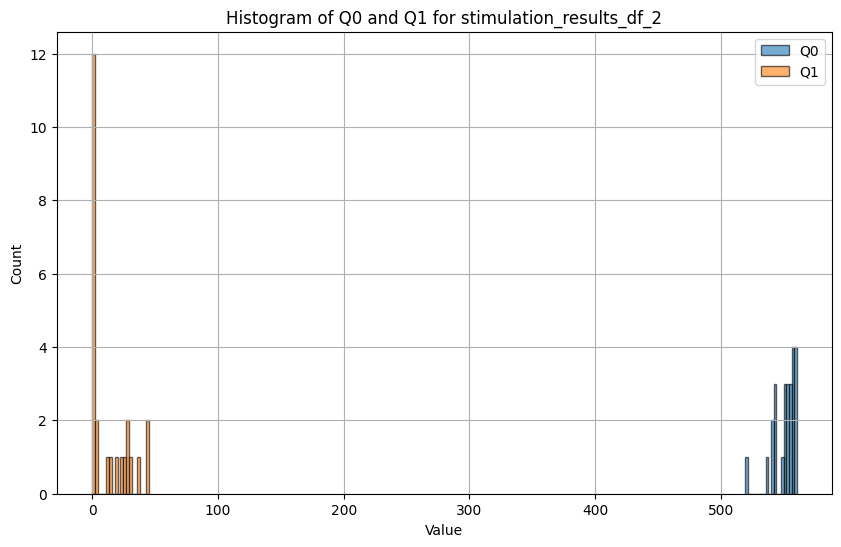 Histogram of Q0 and Q1 for stimulation_results_df_2
Count
12
10
8
6
4
2
0
0 100 200 300 400 500
Value
Q0
Q1